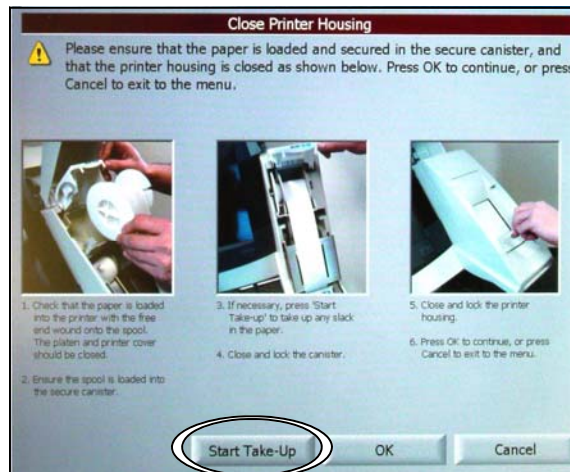 Close Printer Housing
Please ensure that the paper is loaded and secured in the secure canister, and
that the printer housing is closed as shown below. Press OK to continue, or press
Cancel to exit to the menu.
1. Check that the paper is loaded
into the printer with the free
end wound onto the spool.
The platen and printer cover
should be closed.
2. Ensure the spool is loaded into
the secure canister.
3. If necessary, press 'Start
Take-up' to take up any slack
in the paper.
4. Close and lock the canister.
5. Close and lock the printer
housing.
6. Press OK to continue, or press
Cancel to exit to the menu.
Start Take-Up
OK
Cancel